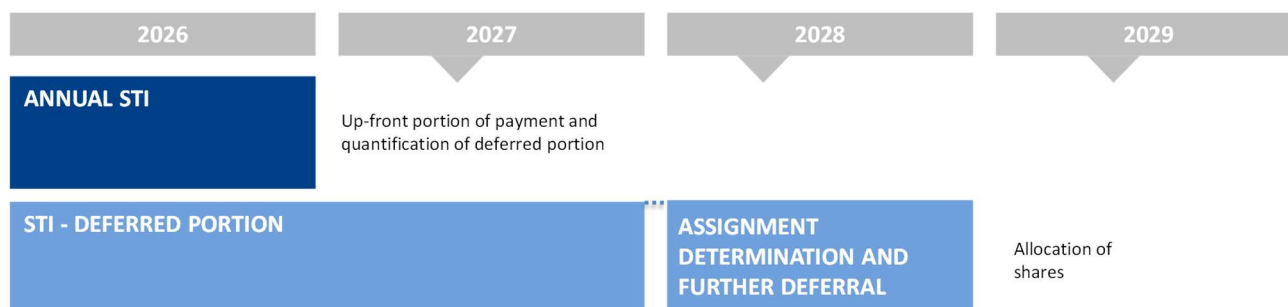 2026
2027
2028
2029
ANNUAL STI
Up-front portion of payment and
quantification of deferred portion
STI - DEFERRED PORTION
ASSIGNMENT
DETERMINATION AND
FURTHER DEFERRAL
Allocation of
shares